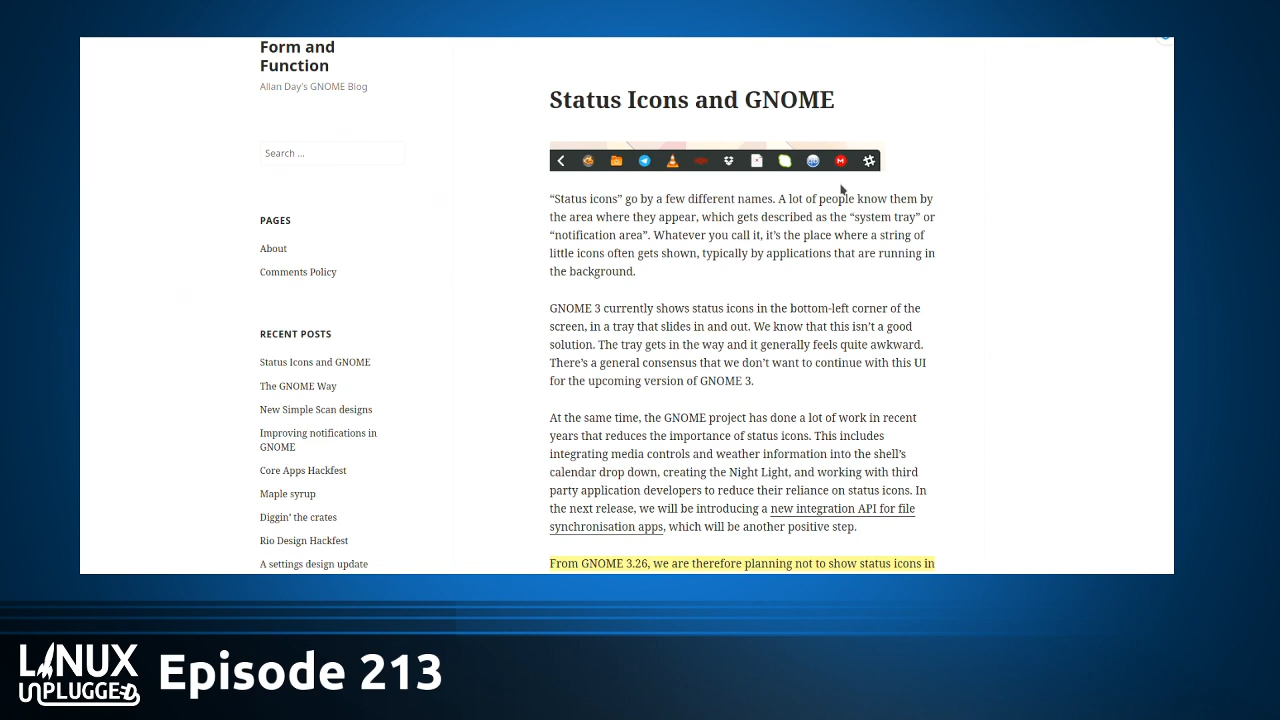 Form and
Function
Allan Day's GNOME Blog
Search ...
PAGES
About
Comments Policy
RECENT POSTS
Status Icons and GNOME
The GNOME Way
New Simple Scan designs
Improving notifications in
GNOME
Core Apps Hackfest
Maple syrup
Diggin’ the crates
Rio Design Hackfest
A settings design update
Status Icons and GNOME
“Status icons” go by a few different names. A lot of people know them by
the area where they appear, which gets described as the “system tray” or
“notification area”. Whatever you call it, it’s the place where a string of
little icons often gets shown, typically by applications that are running in
the background.
GNOME 3 currently shows status icons in the bottom-left corner of the
screen, in a tray that slides in and out. We know that this isn’t a good
solution. The tray gets in the way and it generally feels quite awkward.
There’s a general consensus that we don’t want to continue with this UI
for the upcoming version of GNOME 3.
At the same time, the GNOME project has done a lot of work in recent
years that reduces the importance of status icons. This includes
integrating media controls and weather information into the shell’s
calendar drop down, creating the Night Light, and working with third
party application developers to reduce their reliance on status icons. In
the next release, we will be introducing a new integration API for file
synchronisation apps, which will be another positive step.
From GNOME 3.26, we are therefore planning not to show status icons in
LINUX
UNPLUGGED
Episode 213